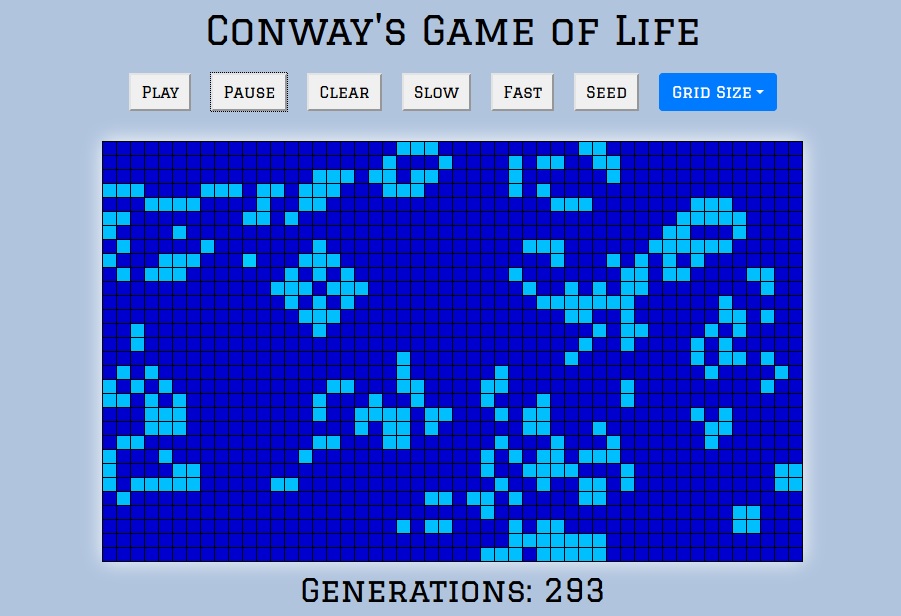 Conway's Game of Life
Play Pause Clear Slow Fast Seed Grid Size
Generations: 293